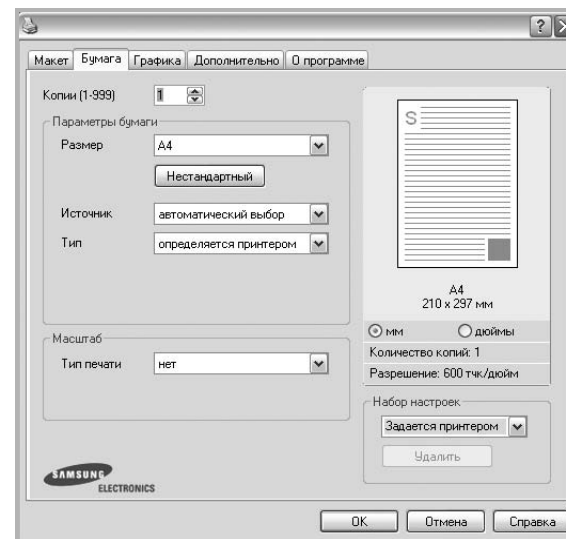 Макет Бумага Графика Дополнительно О программе
Копии (1-999) 1
Параметры бумаги
Размер A4
Нестандартный
Источник автоматический выбор
Тип определяется принтером
Масштаб
Тип печати нет
SAMSUNG
ELECTRONICS
S
A4
210 x 297 мм
мм дюймы
Количество копий: 1
Разрешение: 600 тчк/дюйм
Набор настроек
Задается принтером
Удалить
OK Отмена Справка